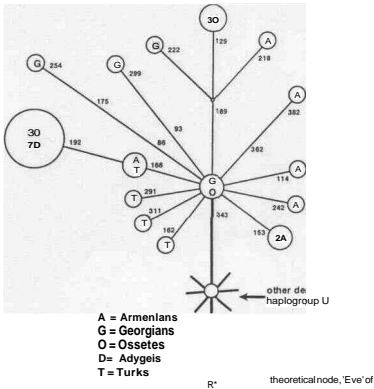 3O
129
G
222
A
218
G
254
G
299
189
A
382
175
93
86
362
3O
7D
192
A
T
168
G
O
A
114
T
291
T
311
T
162
343
242
A
153
2A
other de
haplogroup U
A = Armenlans
G = Georgians
O = Ossetes
D= Adygeis
T = Turks
R*
theoretical node, 'Eve' of